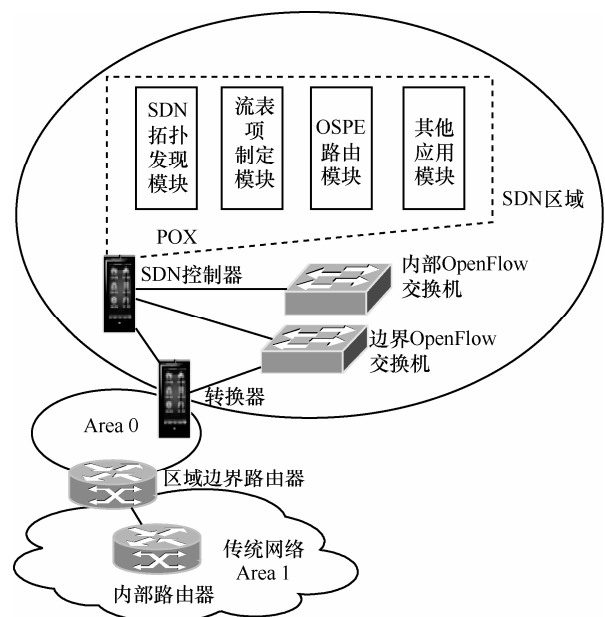 SDN
拓扑
发现
模块
流表
项
制定
模块
OSPE
路由
模块
其他
应用
模块
SDN区域
POX
SDN控制器
内部OpenFlow
交换机
边界OpenFlow
交换机
转换器
Area 0
区域边界路由器
传统网络
Area 1
内部路由器